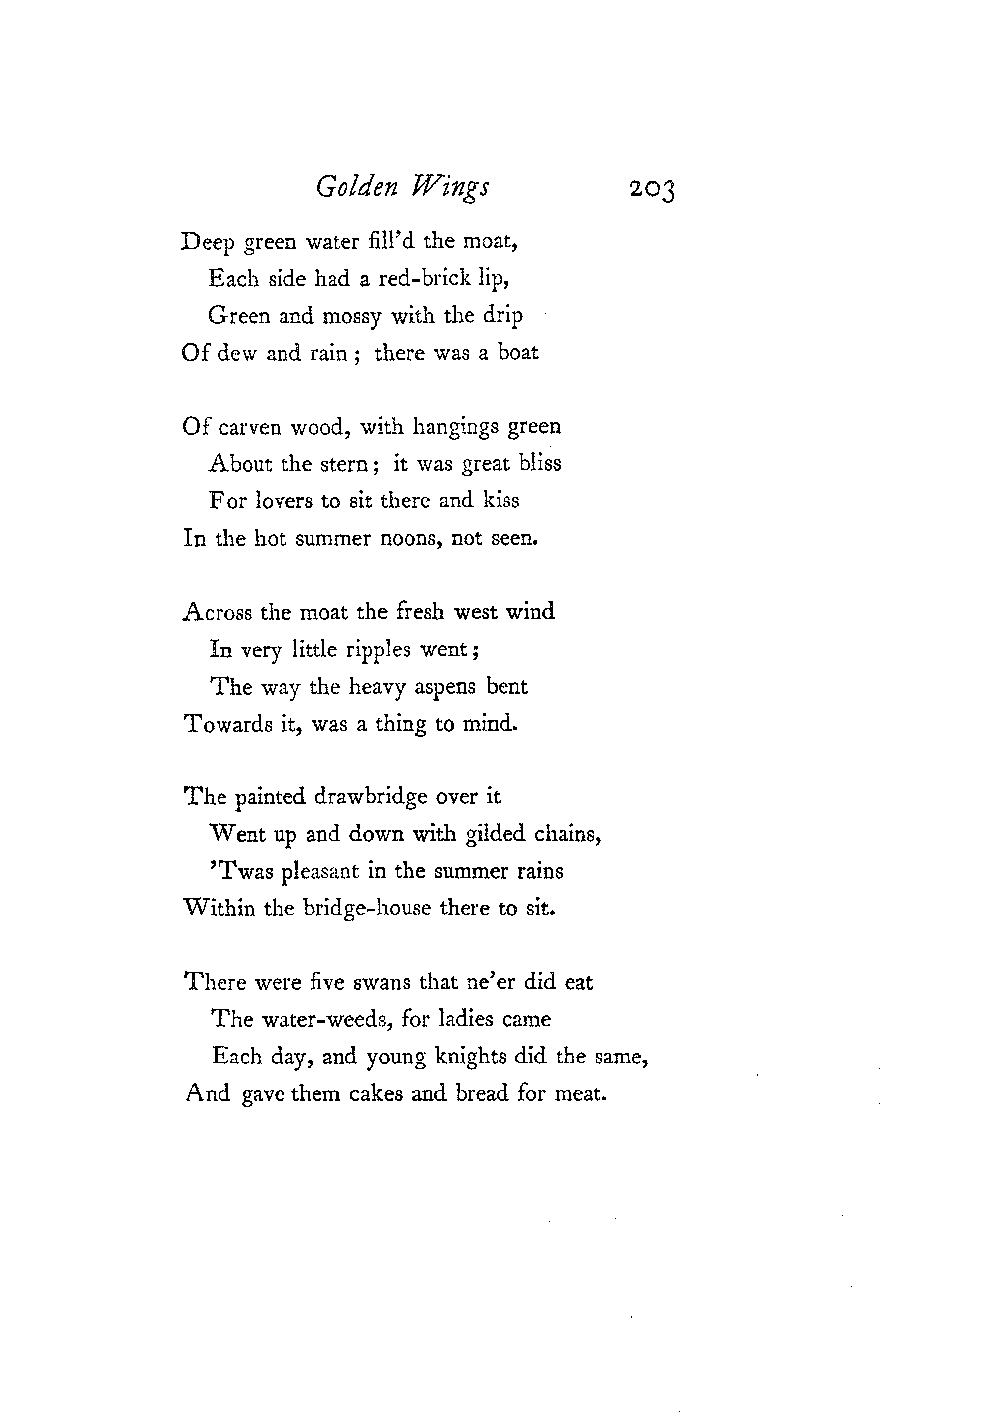 Golden Wings 203
Deep green water fill'd the moat,
Each side had a red-brick lip,
Green and mossy with the drip
Of dew and rain ; there was a boat
Of carven wood, with hangings green
About the stern ; it was great bliss
For lovers to sit there and kiss
In the hot summer noons, not seen.
Across the moat the fresh west wind
In very little ripples went ;
The way the heavy aspens bent
Towards it, was a thing to mind.
The painted drawbridge over it
Went up and down with gilded chains,
'Twas pleasant in the summer rains
Within the bridge-house there to sit.
There were five swans that ne'er did eat
The water-weeds, for ladies came
Each day, and young knights did the same,
And gave them cakes and bread for meat.